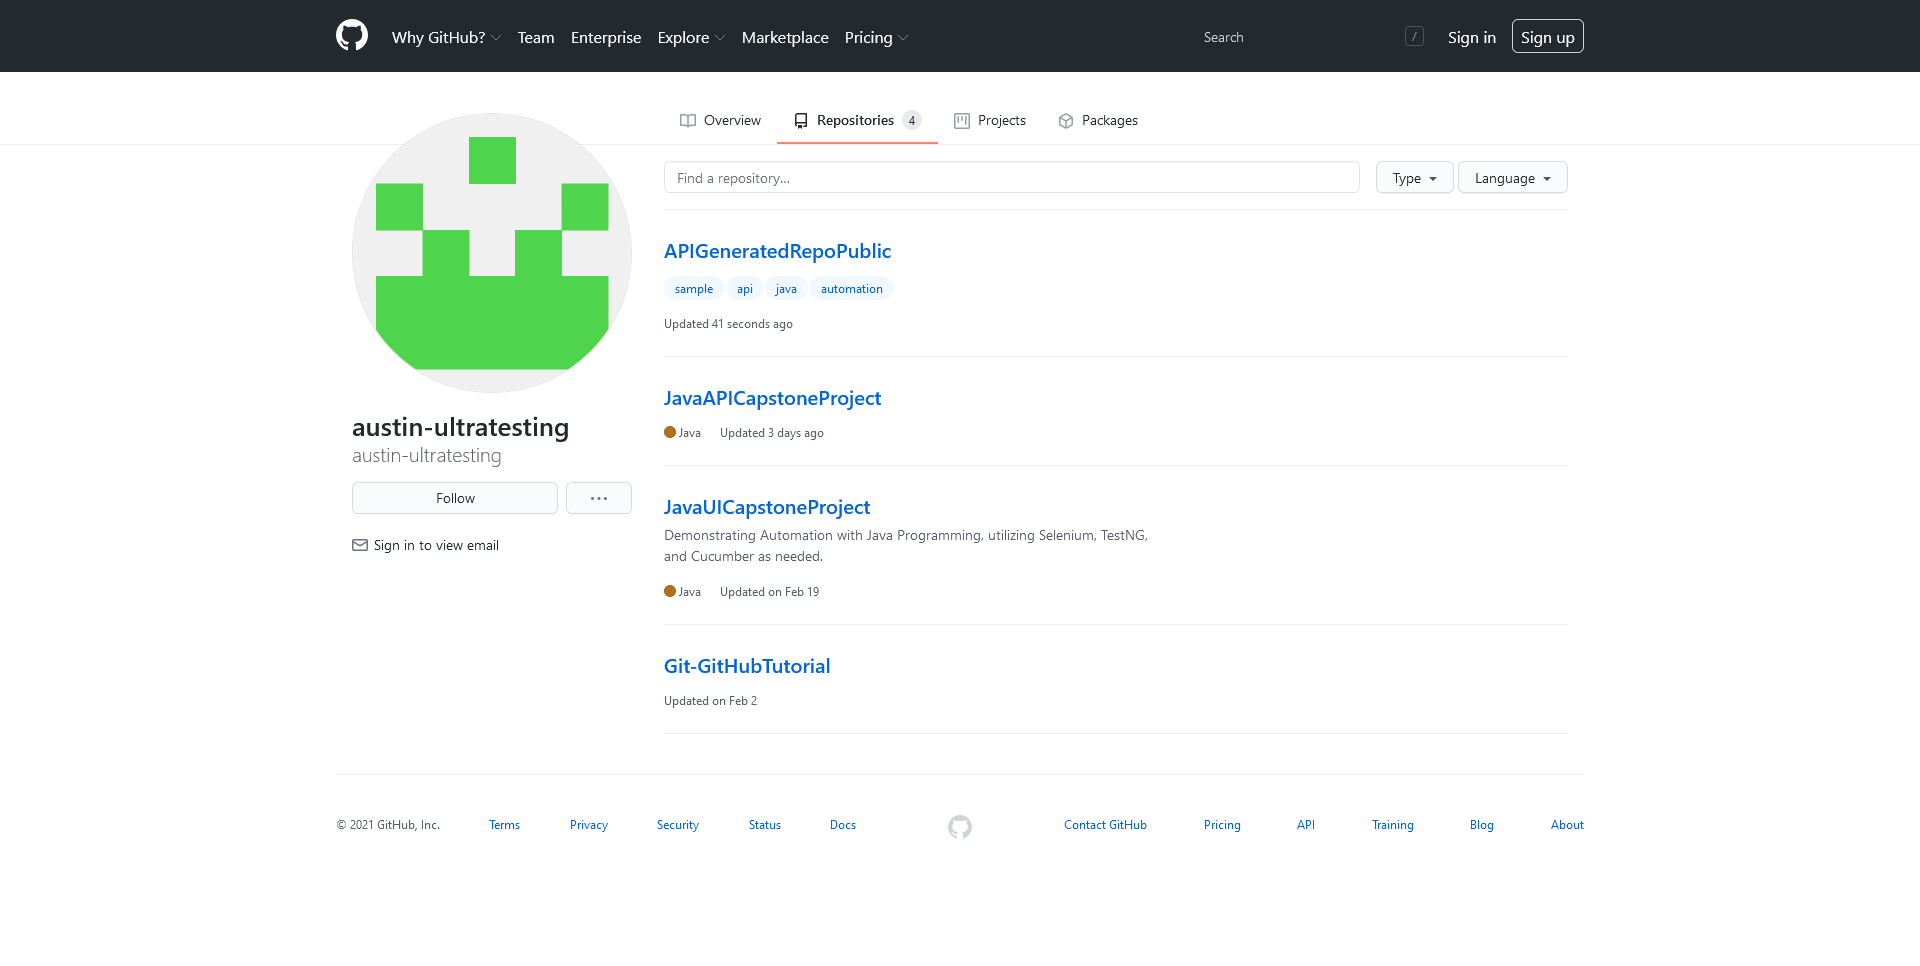 Why GitHub? Team Enterprise Explore Marketplace Pricing Search / Sign in Sign up
Overview Repositories 4 Projects Packages
Find a repository... Type Language
APIGeneratedRepoPublic
sample api java automation
Updated 41 seconds ago
JavaAPICapstoneProject
Java Updated 3 days ago
JavaUICapstoneProject
Demonstrating Automation with Java Programming, utilizing Selenium, TestNG,
and Cucumber as needed.
Java Updated on Feb 19
Git-GitHubTutorial
Updated on Feb 2
austin-ultratesting
austin-ultratesting
Follow
Sign in to view email
© 2021 GitHub, Inc. Terms Privacy Security Status Docs Contact GitHub Pricing API Training Blog About